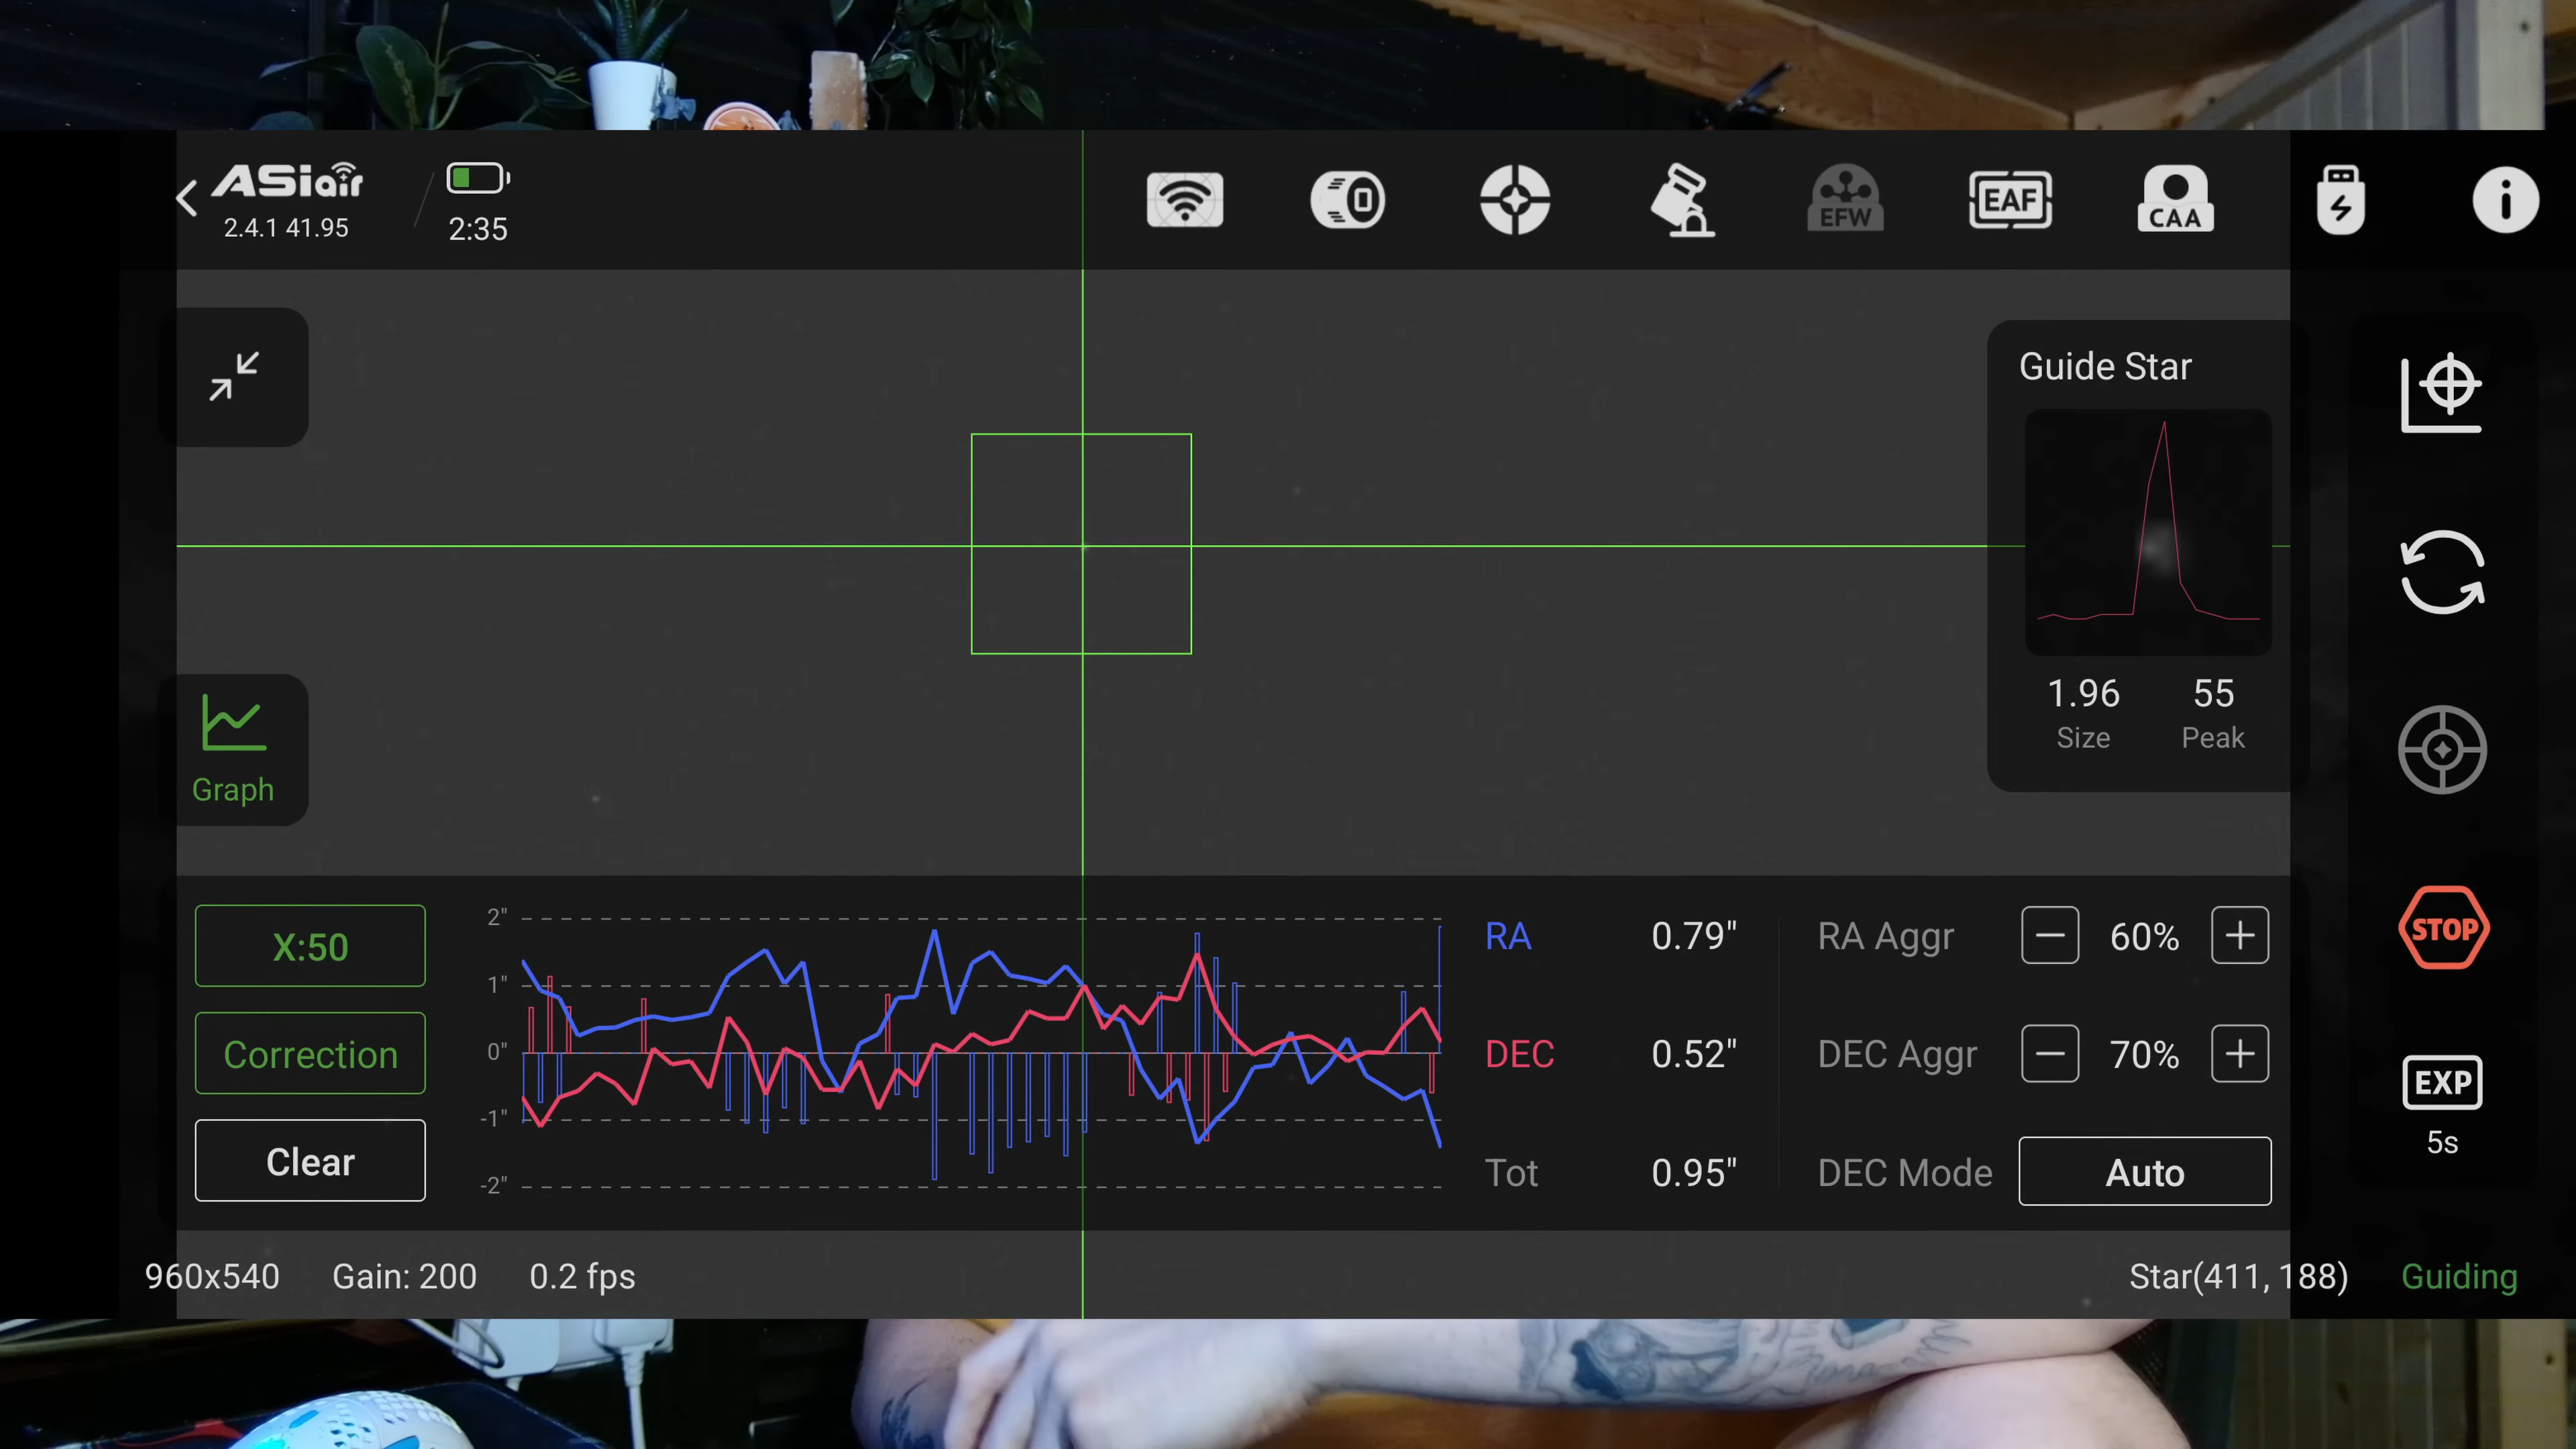 ASiair
2.4.1 41.95
2:35
EFW
EAF
CAA
Guide Star
1.96 55
Size Peak
Graph
X:50
Correction
Clear
2"
1"
0"
-1"
-2"
RA 0.79"
DEC 0.52"
Tot 0.95"
RA Aggr 60%
DEC Aggr 70%
DEC Mode Auto
STOP
EXP
5s
960x540 Gain: 200 0.2 fps
Star(411, 188) Guiding